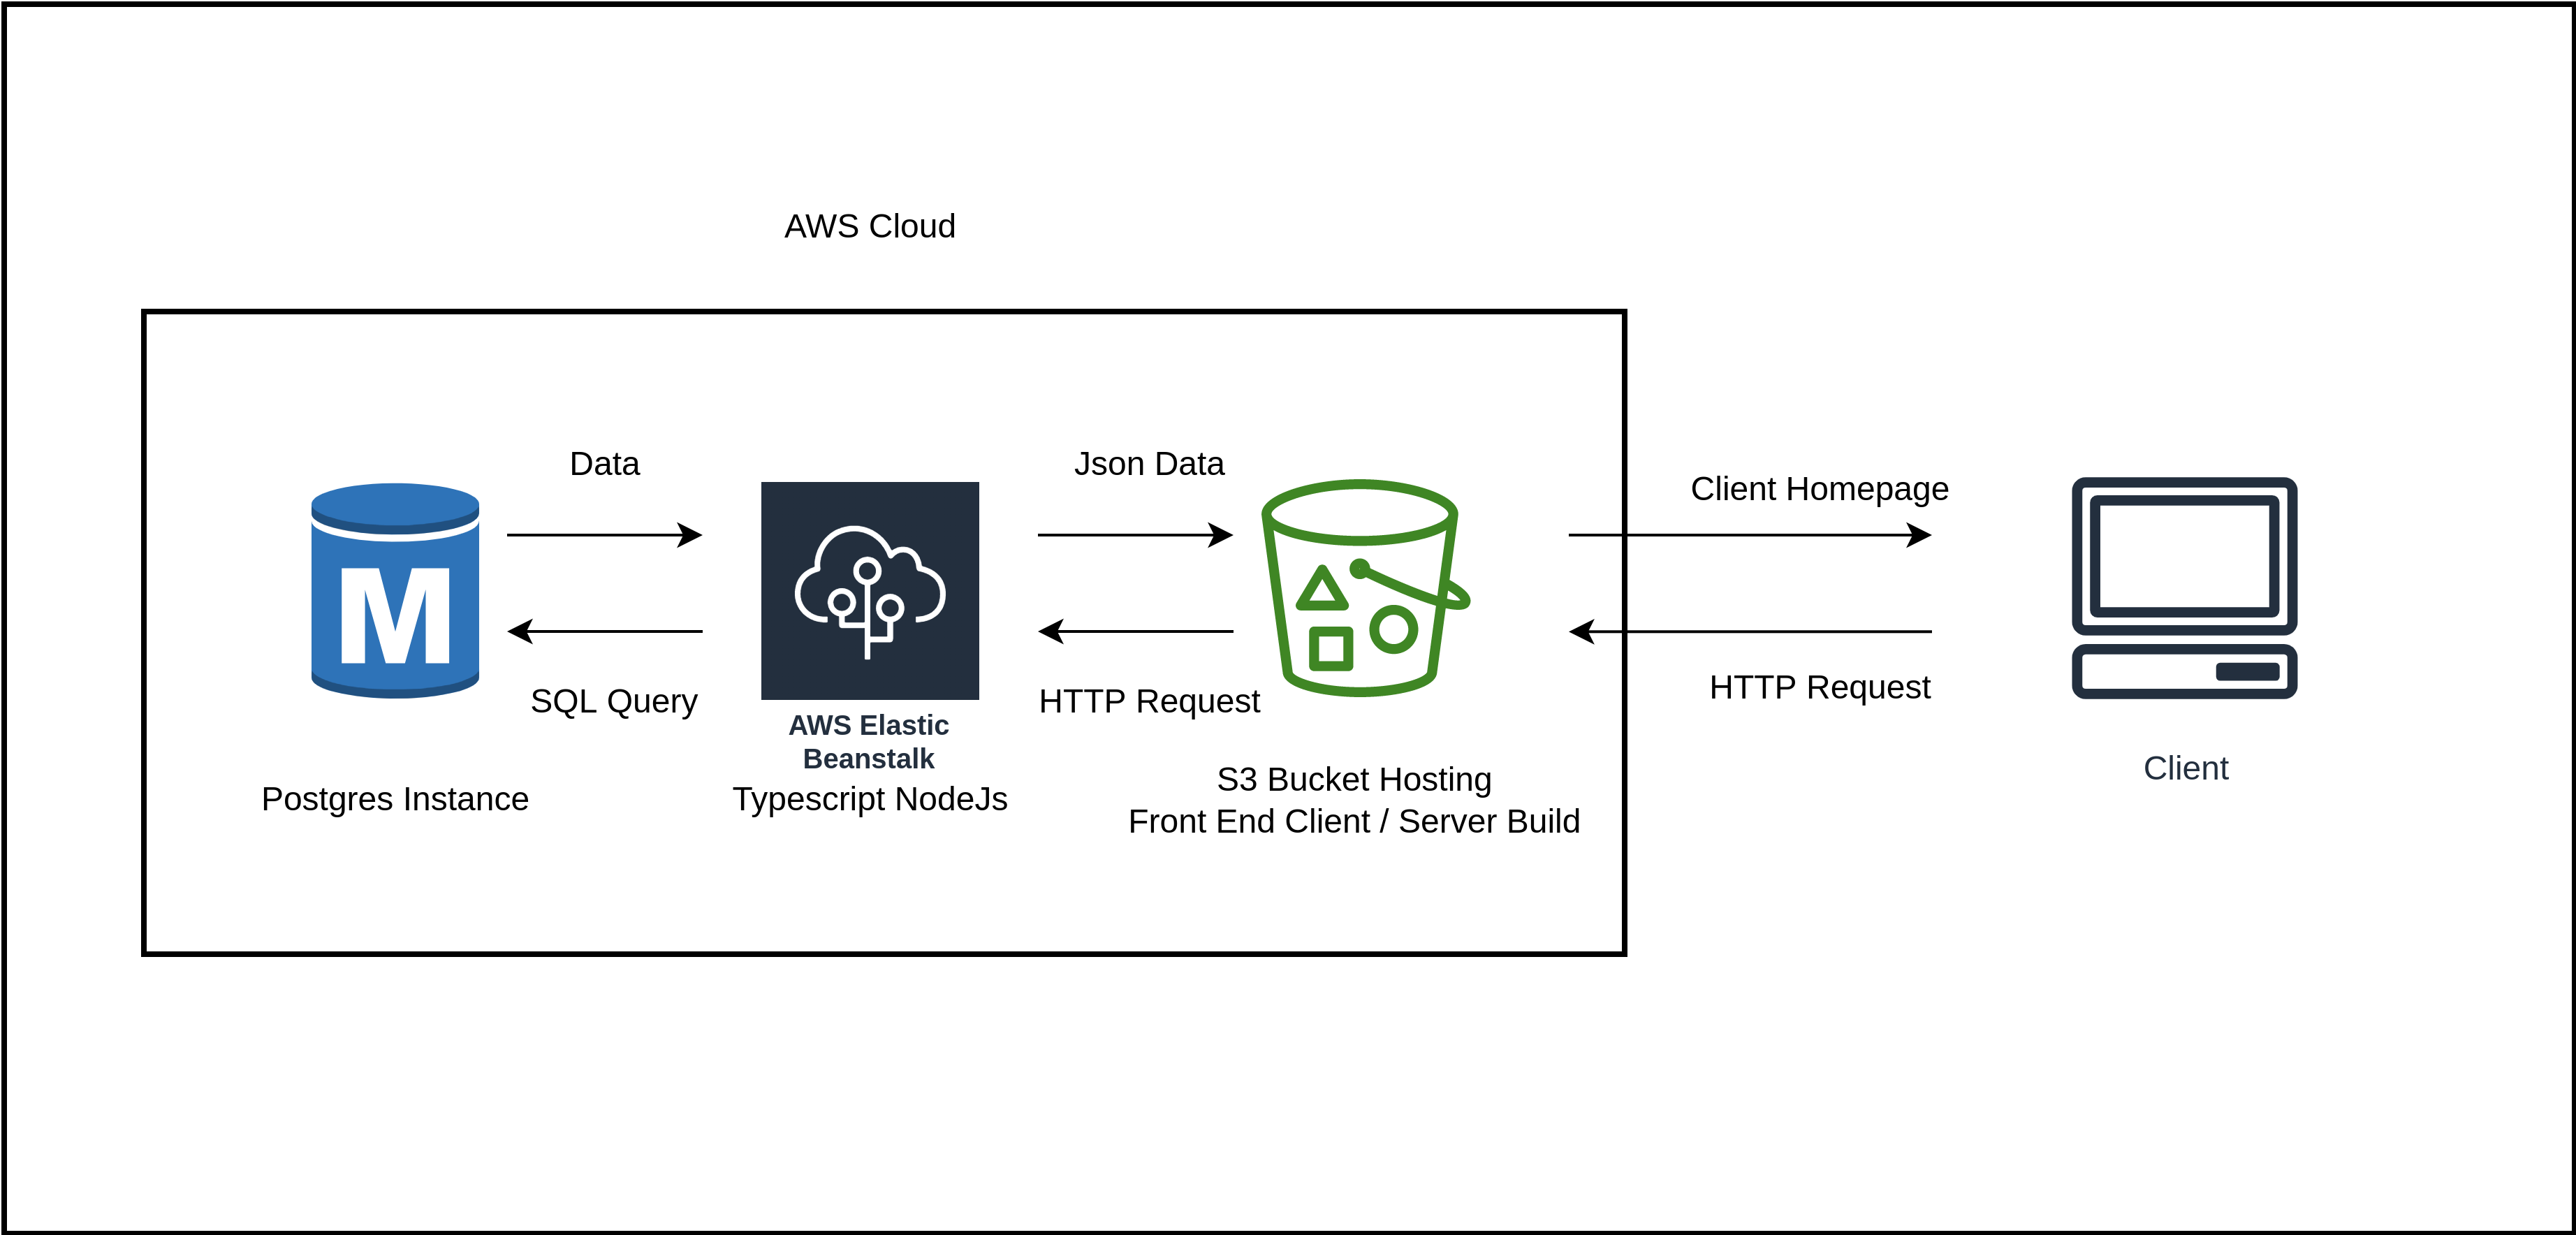 AWS Cloud
Data
Json Data
Client Homepage
M
SQL Query
HTTP Request
HTTP Request
AWS Elastic
Beanstalk
Postgres Instance
Typescript NodeJs
S3 Bucket Hosting
Front End Client / Server Build
Client